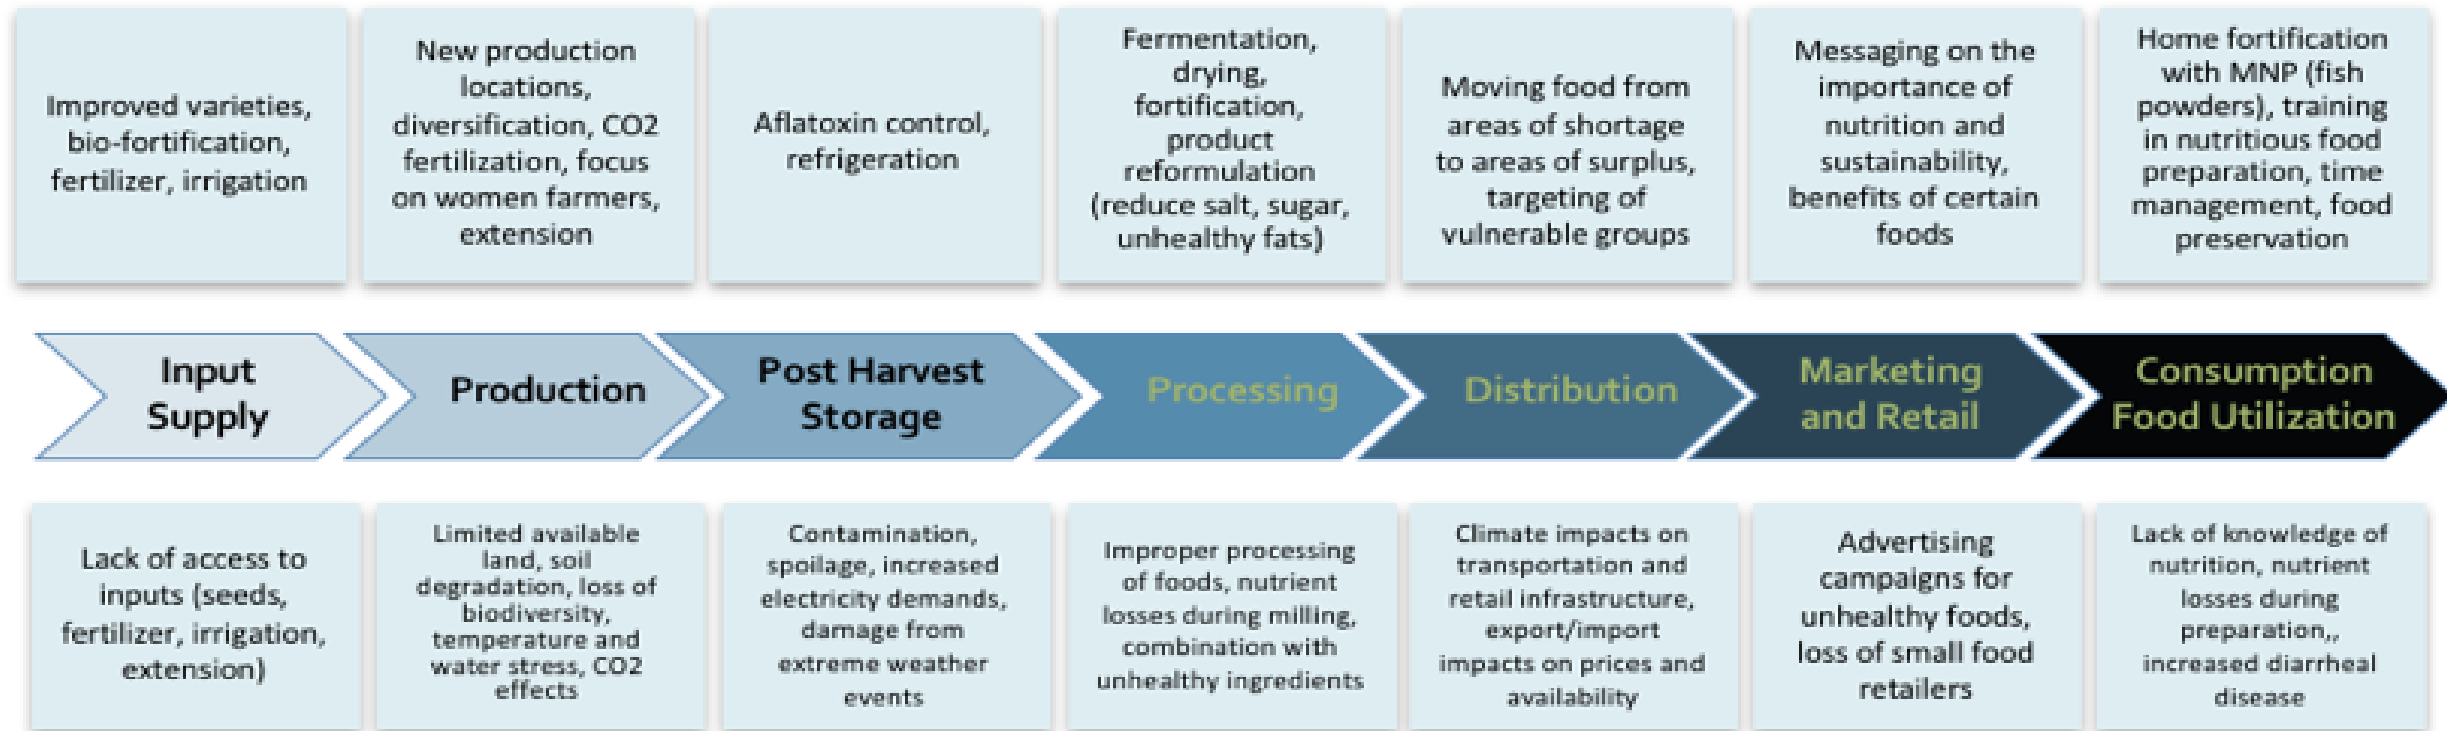 Improved varieties,
bio-fortification,
fertilizer, irrigation
New production
locations,
diversification, CO2
fertilization, focus
on women farmers,
extension
Aflatoxin control,
refrigeration
Fermentation,
drying,
fortification,
product
reformulation
(reduce salt, sugar,
unhealthy fats)
Moving food from
areas of shortage
to areas of surplus,
targeting of
vulnerable groups
Messaging on the
importance of
nutrition and
sustainability,
benefits of certain
foods
Home fortification
with MNP (fish
powders), training
in nutritious food
preparation, time
management, food
preservation
Input
Supply
Production
Post Harvest
Storage
Processing
Distribution
Marketing
and Retail
Consumption
Food Utilization
Lack of access to
inputs (seeds,
fertilizer, irrigation,
extension)
Limited available
land, soil
degradation, loss of
biodiversity,
temperature and
water stress, CO2
effects
Contamination,
spoilage, increased
electricity demands,
damage from
extreme weather
events
Improper processing
of foods, nutrient
losses during milling,
combination with
unhealthy ingredients
Climate impacts on
transportation and
retail infrastructure,
export/import
impacts on prices and
availability
Advertising
campaigns for
unhealthy foods,
loss of small food
retailers
Lack of knowledge of
nutrition, nutrient
losses during
preparation,,
increased diarrheal
disease